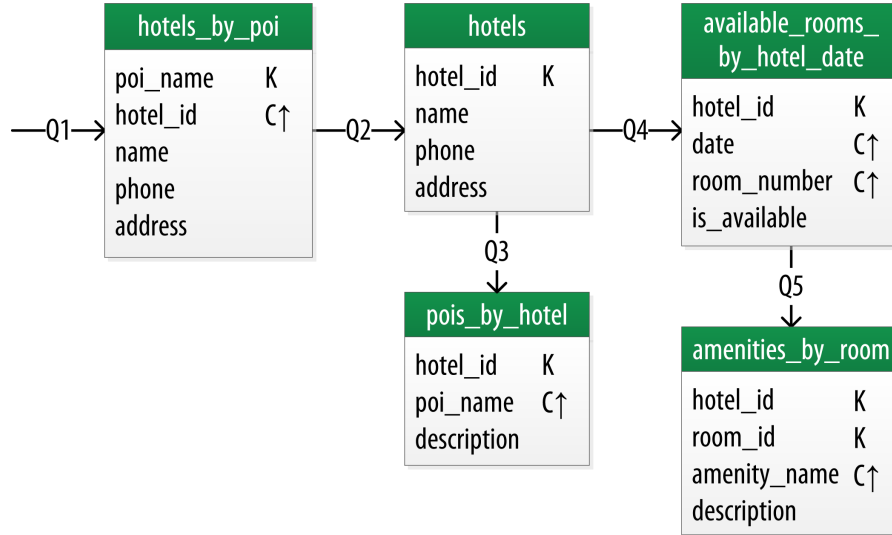 hotels_by_poi
poi_name K
hotel_id C↑
name
phone
address
Q1
Q2
hotels
hotel_id K
name
phone
address
Q3
pois_by_hotel
hotel_id K
poi_name C↑
description
Q4
available_rooms_
by_hotel_date
hotel_id K
date C↑
room_number C↑
is_available
Q5
amenities_by_room
hotel_id K
room_id K
amenity_name C↑
description